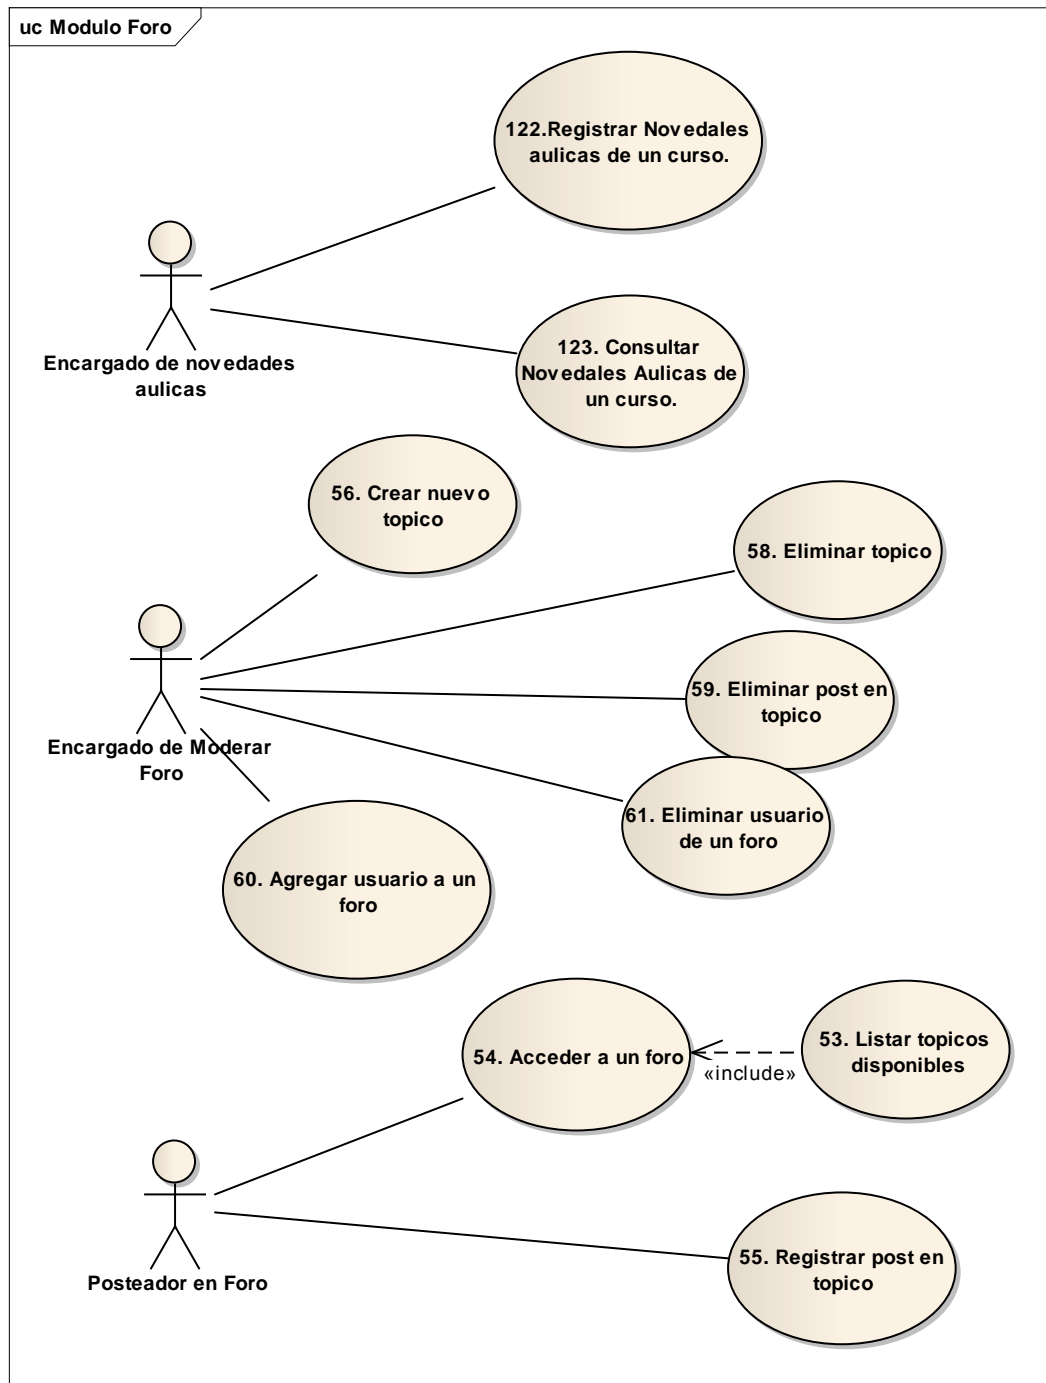 uc Modulo Foro
122.Registrar Novedales
aulicas de un curso.
Encargado de novedades
aulicas
123. Consultar
Novedales Aulicas de
un curso.
56. Crear nuevo
topico
58. Eliminar topico
59. Eliminar post en
topico
Encargado de Moderar
Foro
61. Eliminar usuario
de un foro
60. Agregar usuario a un
foro
54. Acceder a un foro
«include»
53. Listar topicos
disponibles
Posteador en Foro
55. Registrar post en
topico